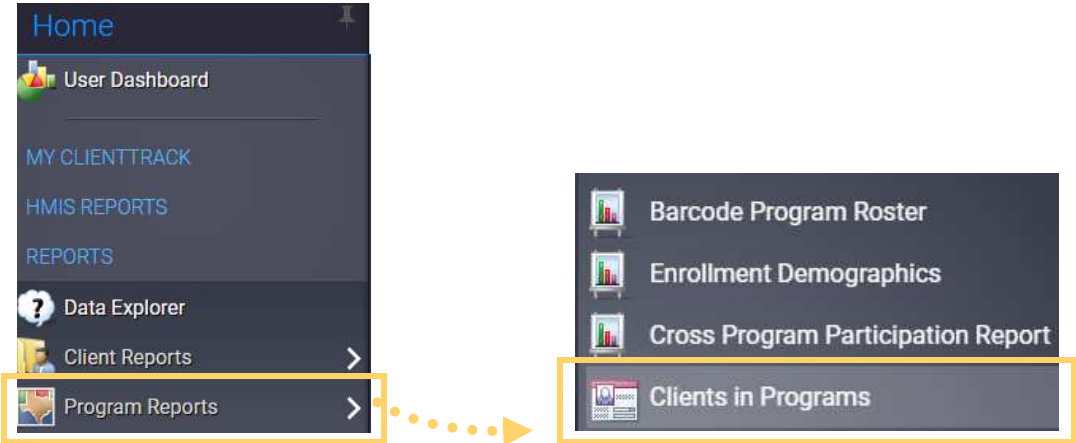 Home
User Dashboard
MY CLIENTTRACK
HMIS REPORTS
REPORTS
Data Explorer
Client Reports
Program Reports
Barcode Program Roster
Enrollment Demographics
Cross Program Participation Report
Clients in Programs